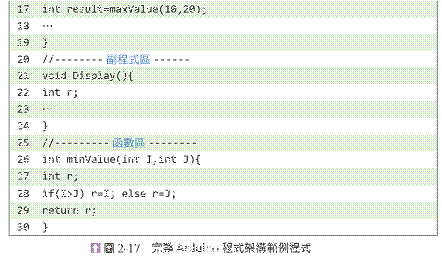 17 int result=maxValue(10,20);
18 …
19 }
20 //-------- 副程式區 ------
21 void Display(){
22 int r;
23 …
24 }
25 //--------- 函數區 --------
26 int minValue(int I,int J){
27 int r;
28 if(I>J) r=I; else r=J;
29 return r;
30 }
圖 2-17 完整 Arduino 程式架構範例程式